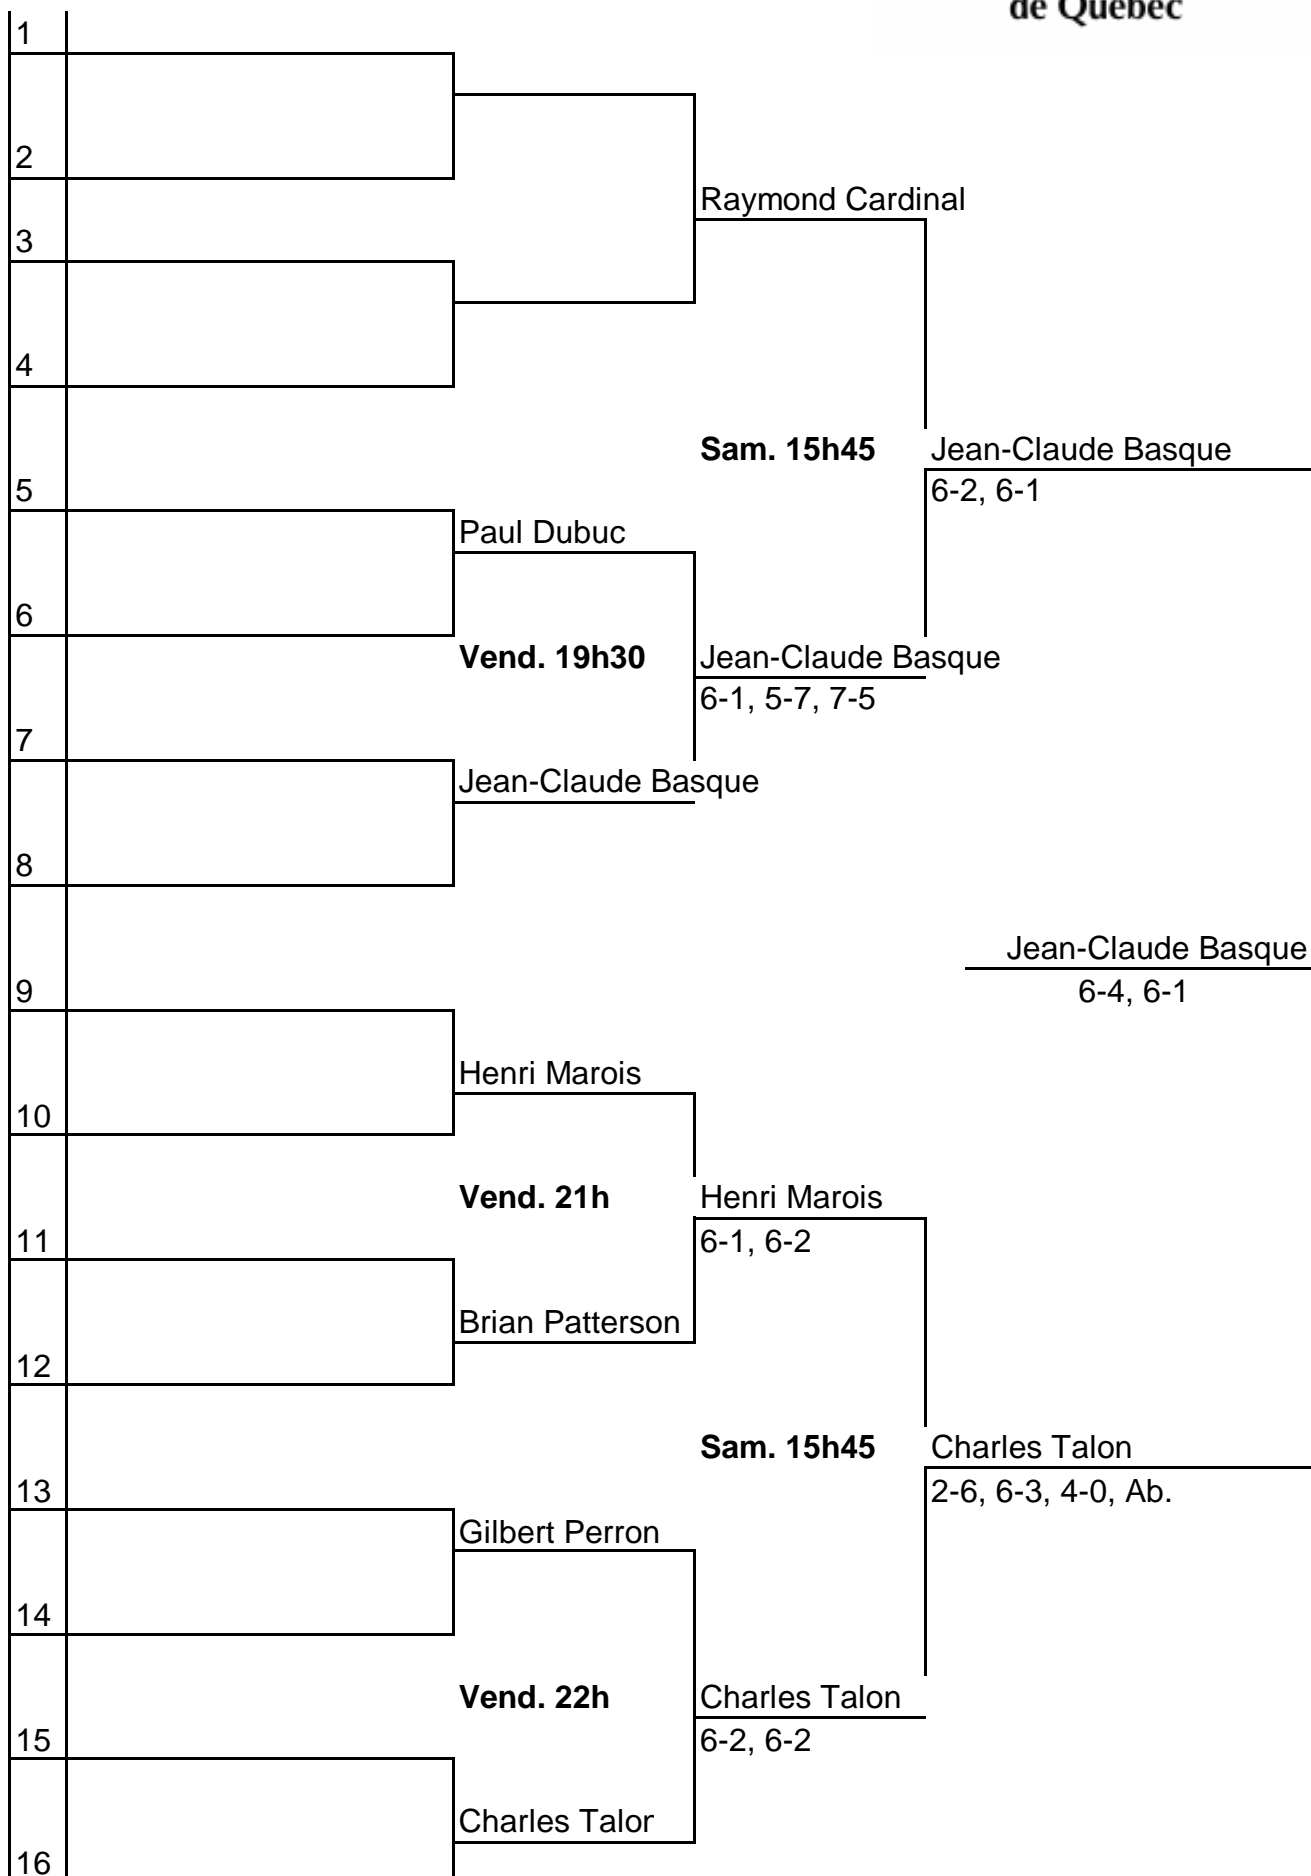 de Québec
1
2
Raymond Cardinal
3
4
Sam. 15h45 Jean-Claude Basque
5 6-2, 6-1
Paul Dubuc
6
Vend. 19h30 Jean-Claude Basque
6-1, 5-7, 7-5
7
Jean-Claude Basque
8
Jean-Claude Basque
9 6-4, 6-1
Henri Marois
10
Vend. 21h Henri Marois
11 6-1, 6-2
Brian Patterson
12
Sam. 15h45 Charles Talon
13 2-6, 6-3, 4-0, Ab.
Gilbert Perron
14
Vend. 22h Charles Talon
15 6-2, 6-2
Charles Talon
16